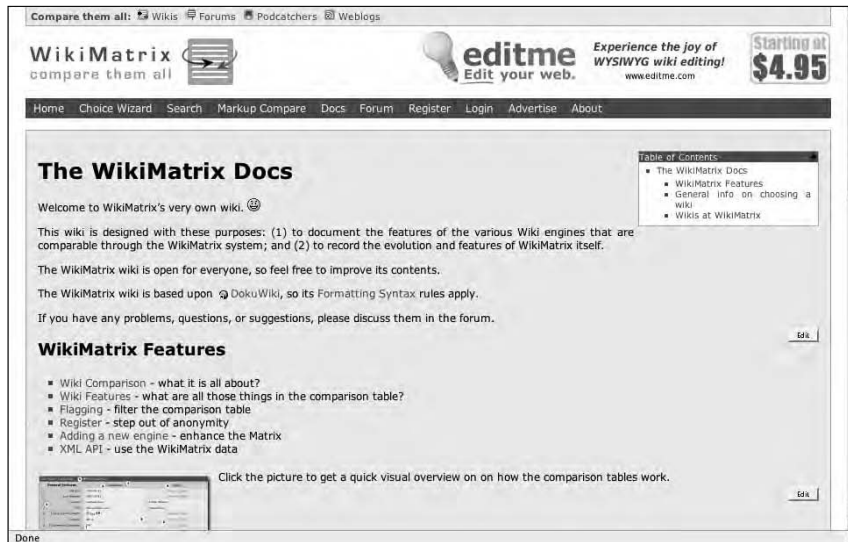 Compare them all: Wikis Forums Podcatchers Weblogs
WikiMatrix
compare them all
editme
Edit your web.
Experience the joy of
WYSIWYG wiki editing!
www.editme.com
Starting at
$4.95
Home Choice Wizard Search Markup Compare Docs Forum Register Login Advertise About
The WikiMatrix Docs
Welcome to WikiMatrix's very own wiki.
This wiki is designed with these purposes: (1) to document the features of the various Wiki engines that are
comparable through the WikiMatrix system; and (2) to record the evolution and features of WikiMatrix itself.
The WikiMatrix wiki is open for everyone, so feel free to improve its contents.
The WikiMatrix wiki is based upon DokuWiki, so its Formatting Syntax rules apply.
If you have any problems, questions, or suggestions, please discuss them in the forum.
Table of Contents
The WikiMatrix Docs
WikiMatrix Features
General info on choosing a
wiki
Wikis at WikiMatrix
Edit
WikiMatrix Features
Wiki Comparison - what it is all about?
Wiki Features - what are all those things in the comparison table?
Flagging - filter the comparison table
Register - step out of anonymity
Adding a new engine - enhance the Matrix
XML API - use the WikiMatrix data
Click the picture to get a quick visual overview on on how the comparison tables work.
Edit
Done